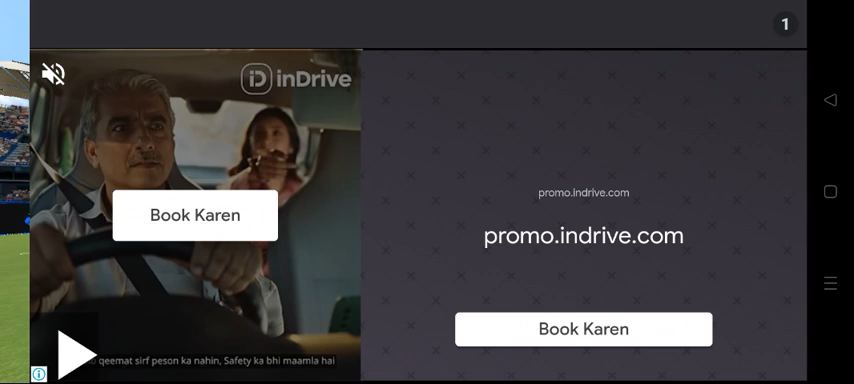 1
inDrive
Book Karen
qeemat sirf peson ka nahin, Safety ka bhi maamla hai
promo.indrive.com
promo.indrive.com
Book Karen